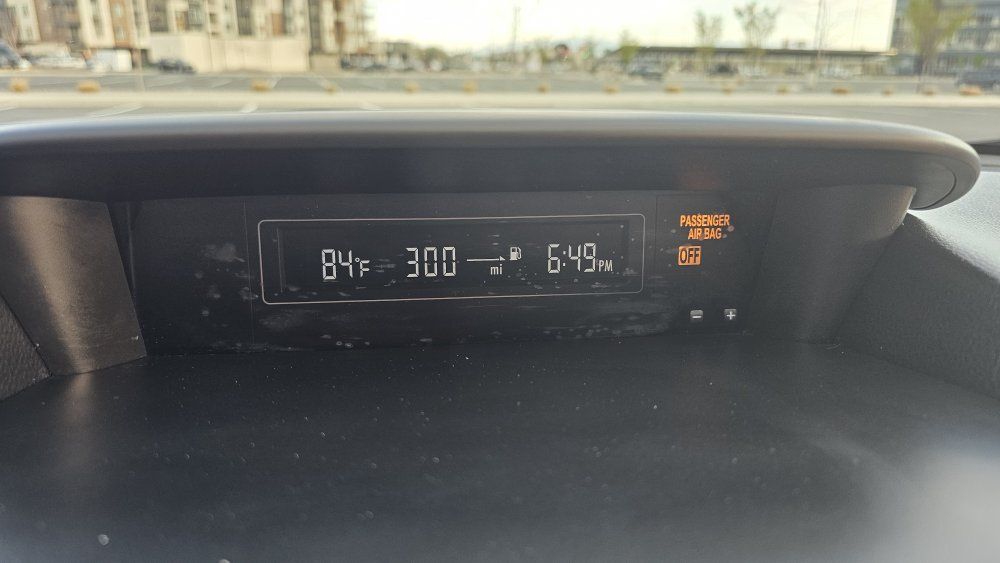 84°F 300 mi 6:49 PM
PASSENGER
AIR BAG
OFF
- +